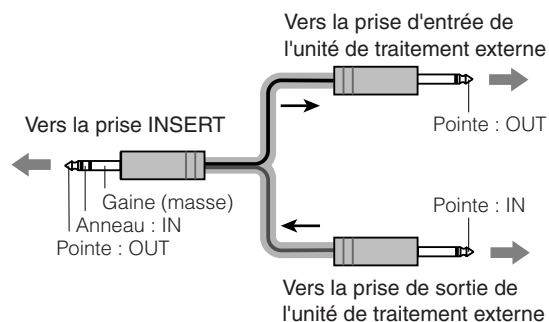 Vers la prise d'entrée de
l'unité de traitement externe
Pointe : OUT
Vers la prise INSERT
Gaine (masse)
Anneau : IN
Pointe : OUT
Pointe : IN
Vers la prise de sortie de
l'unité de traitement externe